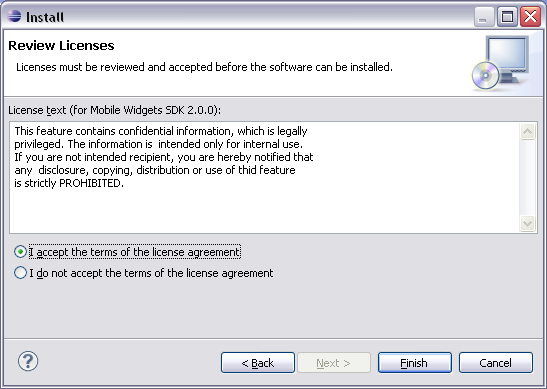 Install
Review Licenses
Licenses must be reviewed and accepted before the software can be installed.
License text (for Mobile Widgets SDK 2.0.0):
This feature contains confidential information, which is legally
privileged. The information is  intended only for internal use.
If you are not intended recipient, you are hereby notified that
any  disclosure, copying, distribution or use of thid feature
is strictly PROHIBITED.
I accept the terms of the license agreement
I do not accept the terms of the license agreement
?
< Back
Next >
Finish
Cancel